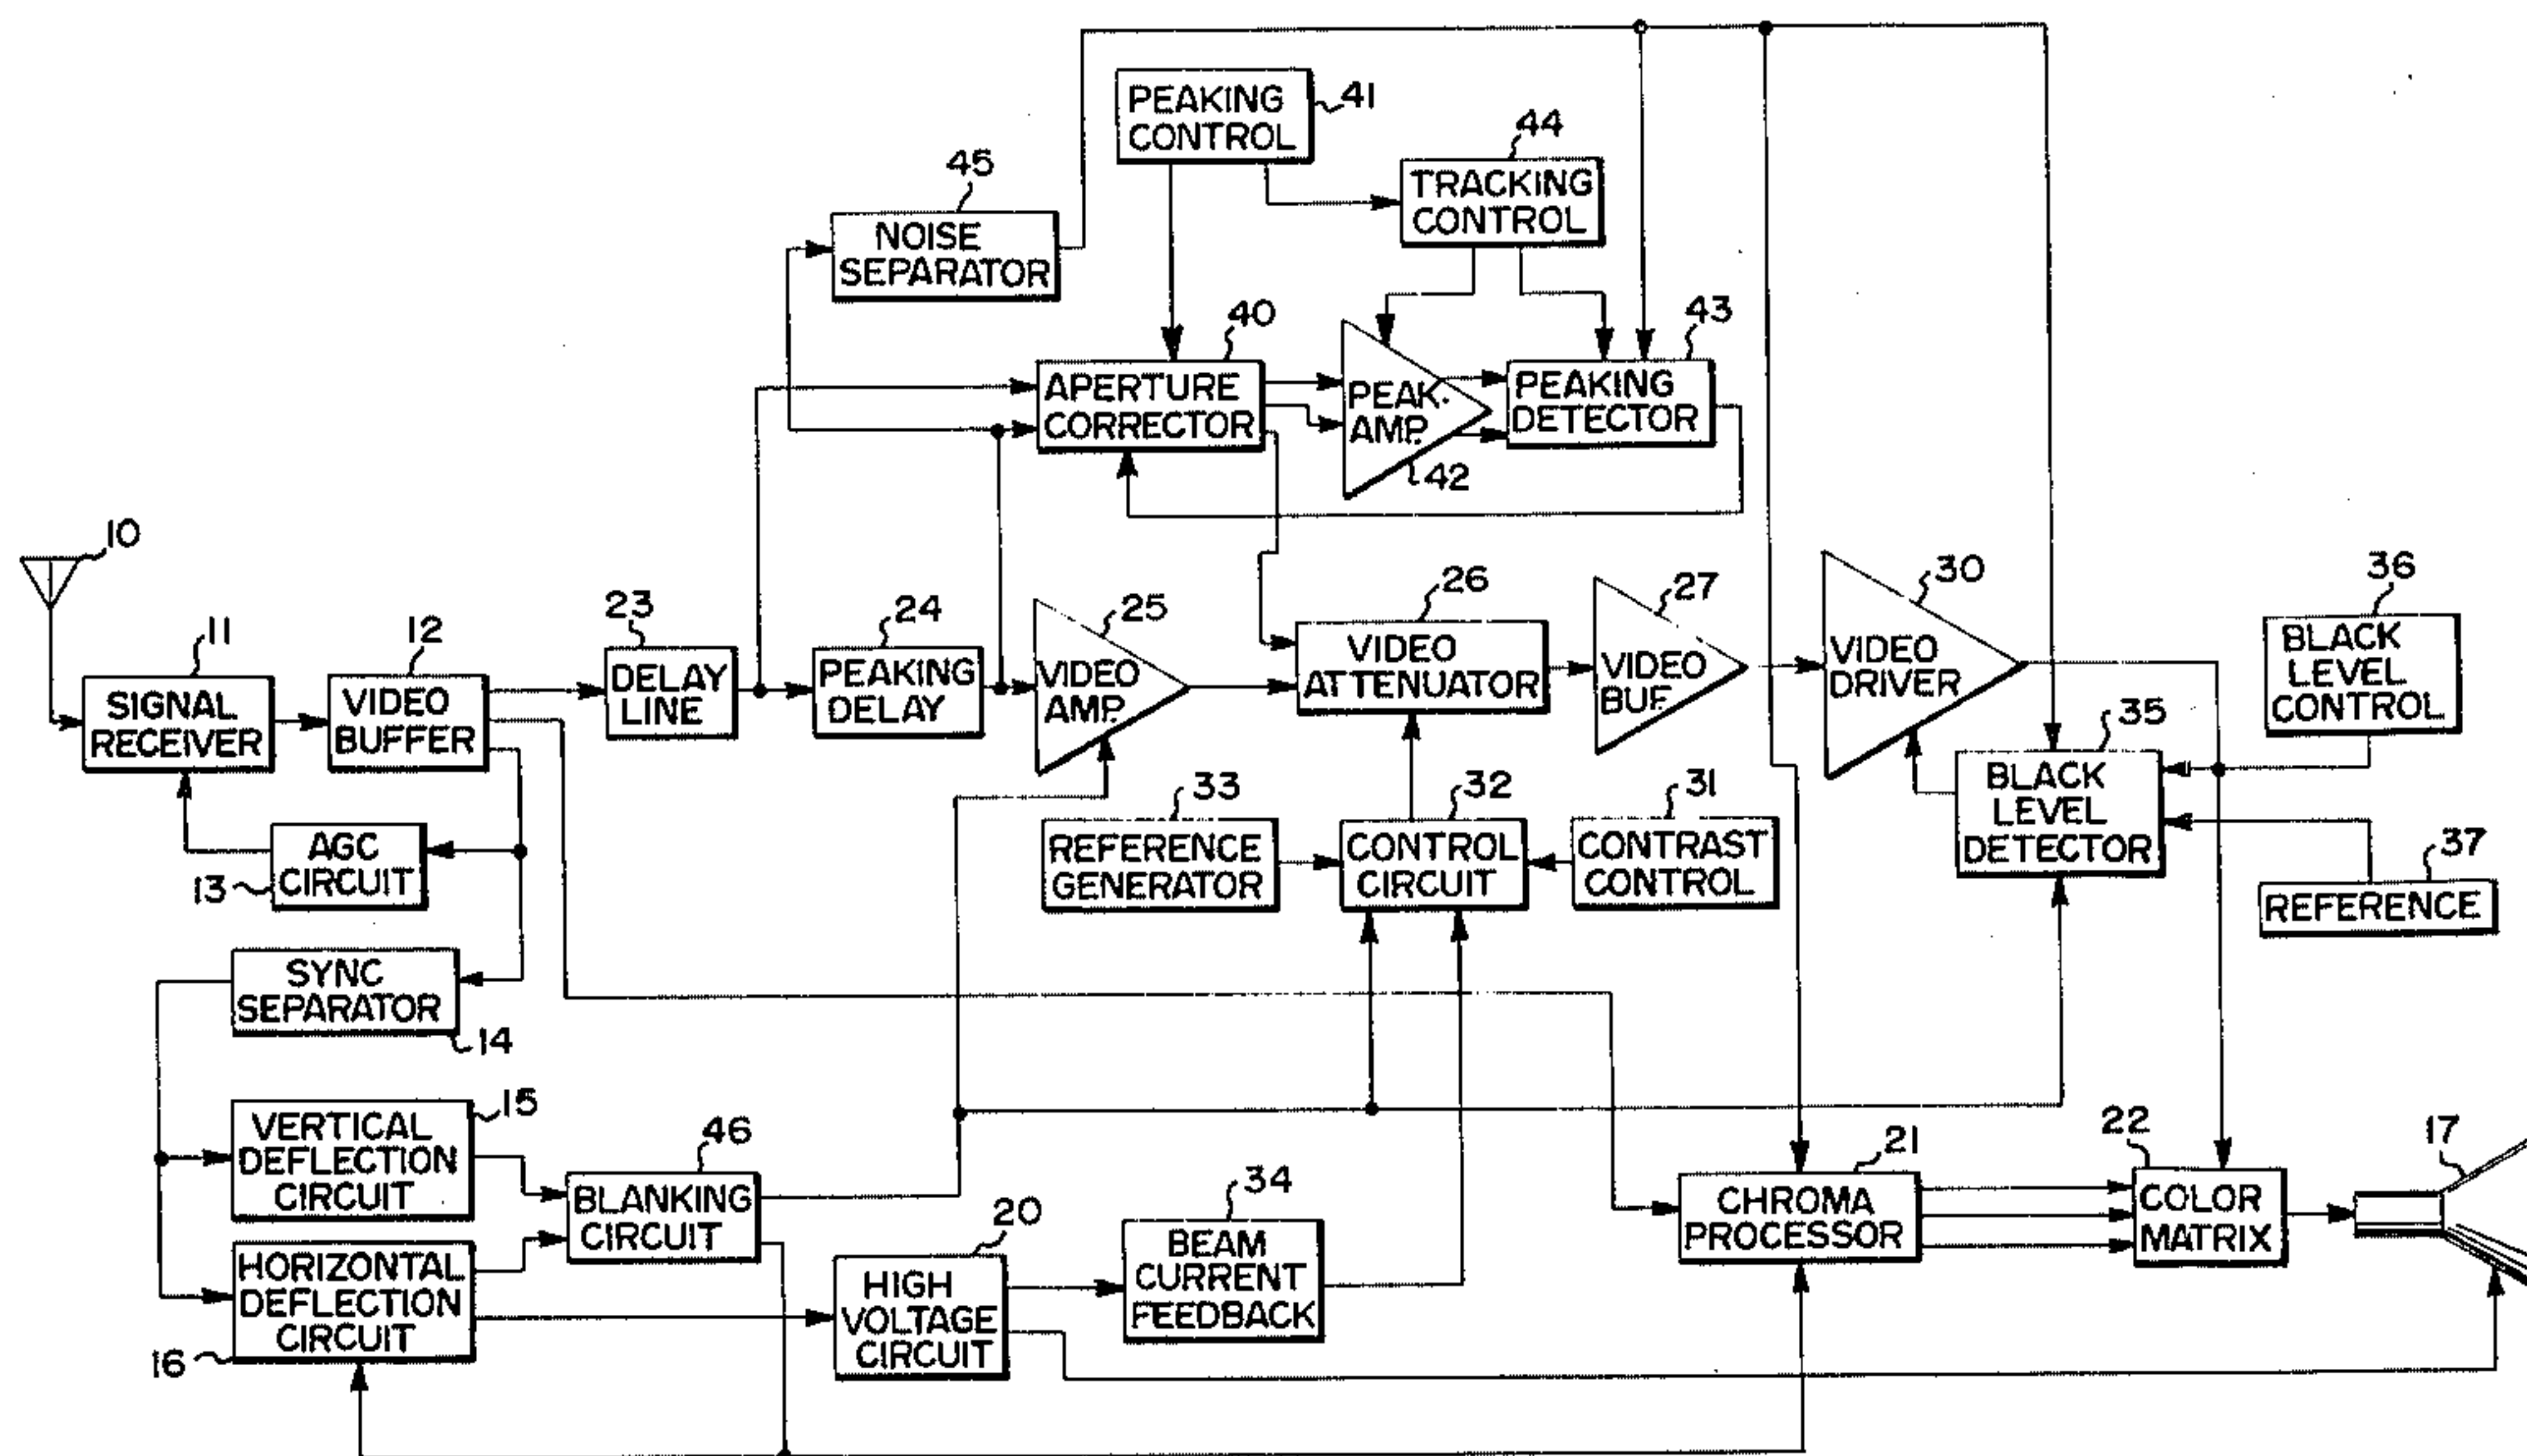 PEAKING
CONTROL
41
44
TRACKING
CONTROL
45
NOISE
SEPARATOR
40
APERTURE
CORRECTOR
PEAK.
AMP.
42
43
PEAKING
DETECTOR
10
11
SIGNAL
RECEIVER
12
VIDEO
BUFFER
23
DELAY
LINE
24
PEAKING
DELAY
25
VIDEO
AMP.
26
VIDEO
ATTENUATOR
27
VIDEO
BUF.
30
VIDEO
DRIVER
36
BLACK
LEVEL
CONTROL
35
BLACK
LEVEL
DETECTOR
37
REFERENCE
AGC
CIRCUIT
13
33
REFERENCE
GENERATOR
32
CONTROL
CIRCUIT
31
CONTRAST
CONTROL
SYNC
SEPARATOR
14
15
VERTICAL
DEFLECTION
CIRCUIT
46
BLANKING
CIRCUIT
HORIZONTAL
DEFLECTION
CIRCUIT
16
20
HIGH
VOLTAGE
CIRCUIT
34
BEAM
CURRENT
FEEDBACK
21
CHROMA
PROCESSOR
22
COLOR
MATRIX
17